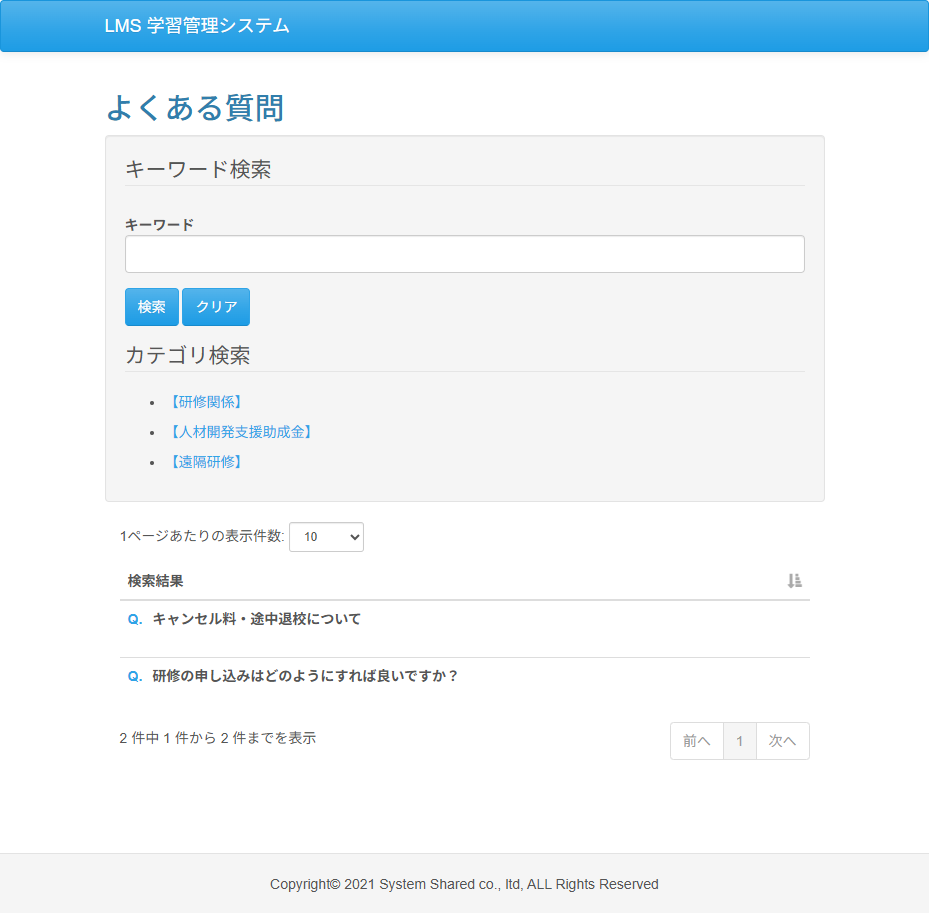 LMS 学習管理システム
よくある質問
キーワード検索
キーワード
検索 クリア
カテゴリ検索
【研修関係】
【人材開発支援助成金】
【遠隔研修】
1ページあたりの表示件数: 10
検索結果
Q. キャンセル料・途中退校について
Q. 研修の申し込みはどのようにすれば良いですか？
2 件中 1 件から 2 件までを表示
前へ 1 次へ
Copyright© 2021 System Shared co., ltd, ALL Rights Reserved